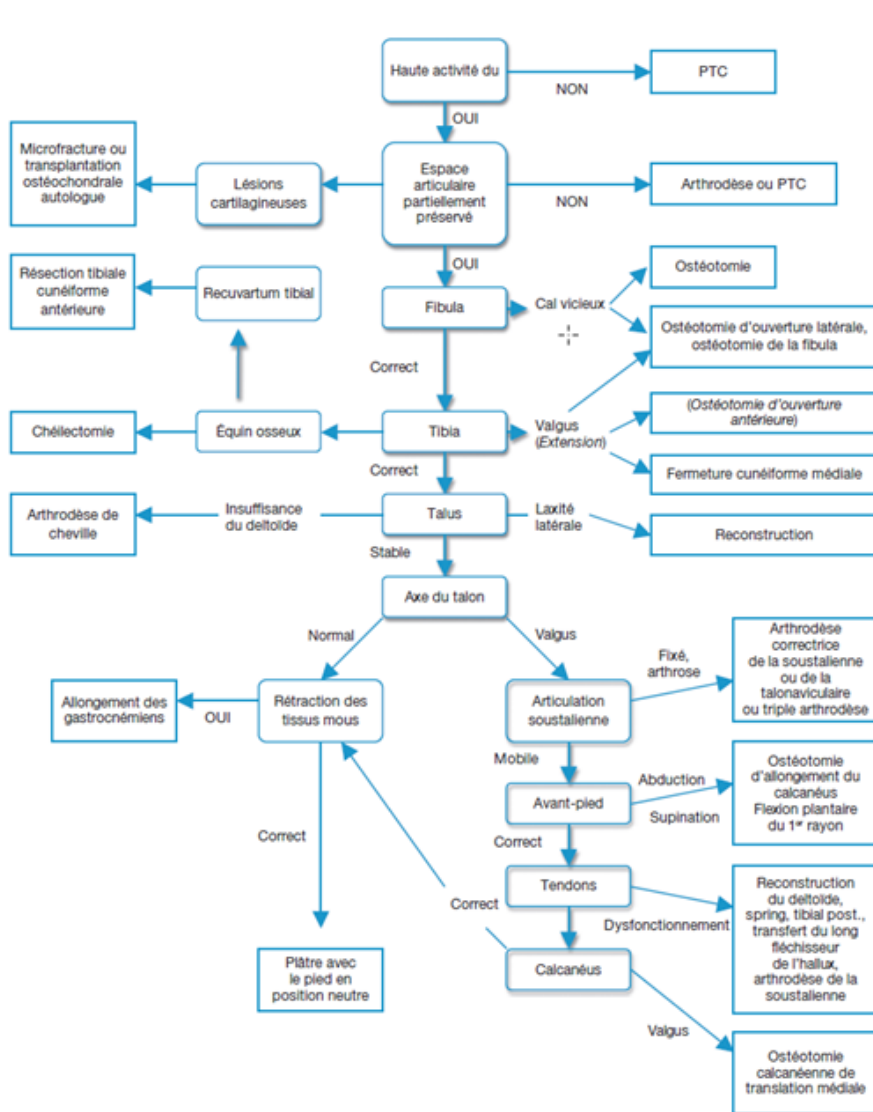 Haute activité du
NON
PTC
OUI
Microfracture ou
transplantation
ostéochondrale
autologue
Lésions
cartilagineuses
Espace
articulaire
partiellement
préservé
NON
Arthrodèse ou PTC
OUI
Résection tibiale
cunéiforme
antérieure
Recuvartum tibial
Fibula
Cal vicieux
Ostéotomie
Ostéotomie d'ouverture latérale,
ostéotomie de la fibula
Correct
Chéilectomie
Équin osseux
Tibia
Valgus
(Extension)
(Ostéotomie d'ouverture
antérieure)
Fermeture cunéiforme médiale
Correct
Arthrodèse de
cheville
Insuffisance
du deltoïde
Talus
Laxité
latérale
Reconstruction
Stable
Axe du talon
Normal
Valgus
Allongement des
gastrocnémiens
OUI
Rétraction des
tissus mous
Articulation
soustalienne
Fixé,
arthrose
Arthrodèse
correctrice
de la soustalienne
ou de la
talonaviculaire
ou triple arthrodèse
Mobile
Avant-pied
Abduction
Supination
Ostéotomie
d'allongement du
calcanéus
Flexion plantaire
du 1er rayon
Correct
Correct
Tendons
Dysfonctionnement
Reconstruction
du deltoïde,
spring, tibial post.,
transfert du long
fléchisseur
de l'hallux,
arthrodèse de la
soustalienne
Correct
Plâtre avec
le pied en
position neutre
Calcanéus
Valgus
Ostéotomie
calcanéenne de
translation médiale